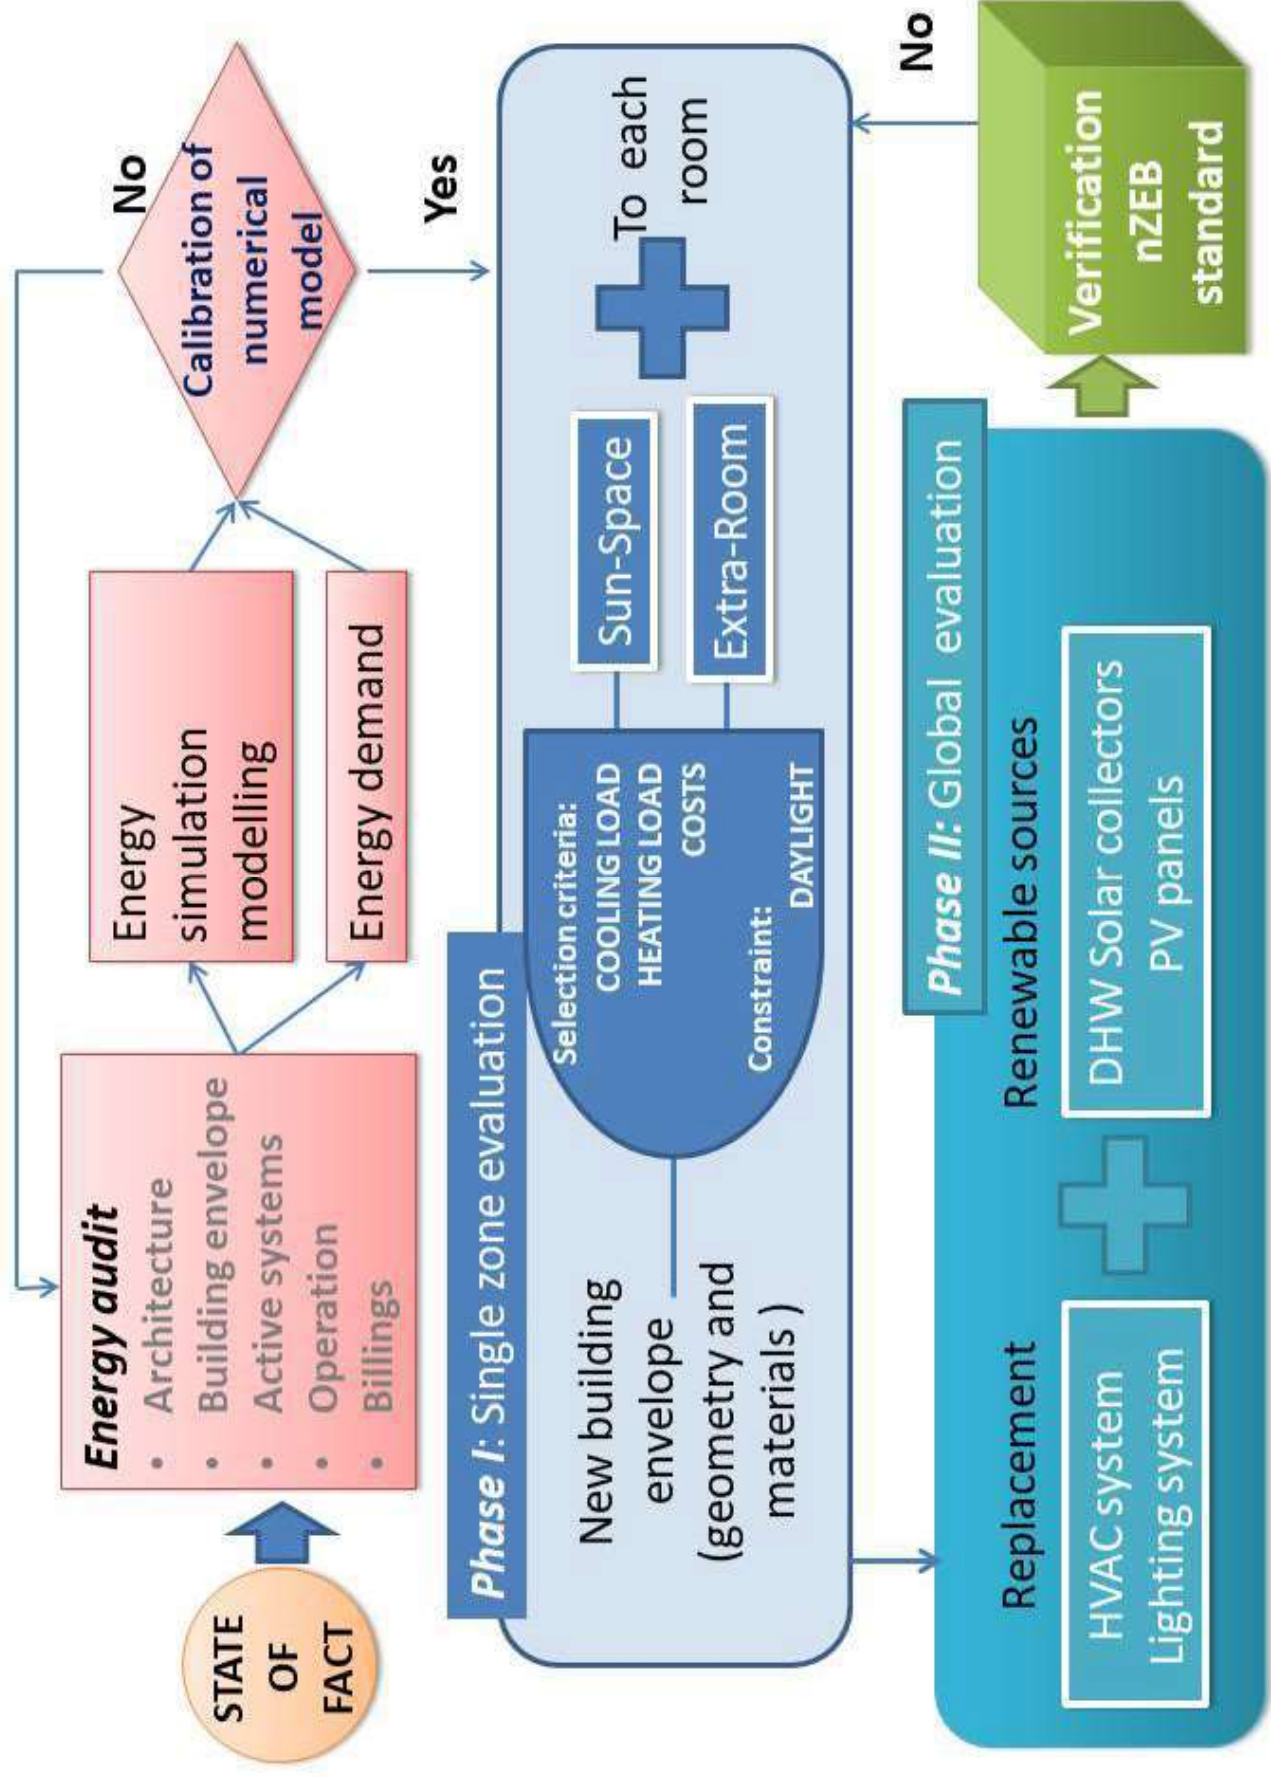 STATE
OF
FACT
Energy audit
• Architecture
• Building envelope
• Active systems
• Operation
• Billings
Energy
simulation
modelling
Energy demand
No
Calibration of
numerical
model
Yes
Phase I: Single zone evaluation
New building
envelope
(geometry and
materials )
Selection criteria:
COOLING LOAD
HEATING LOAD
COSTS
Constraint:
DAYLIGHT
Sun-Space
Extra-Room
To each
room
Phase II: Global evaluation
Replacement
HVAC system
Lighting system
Renewable sources
DHW Solar collectors
PV panels
No
Verification
nZEB
standard